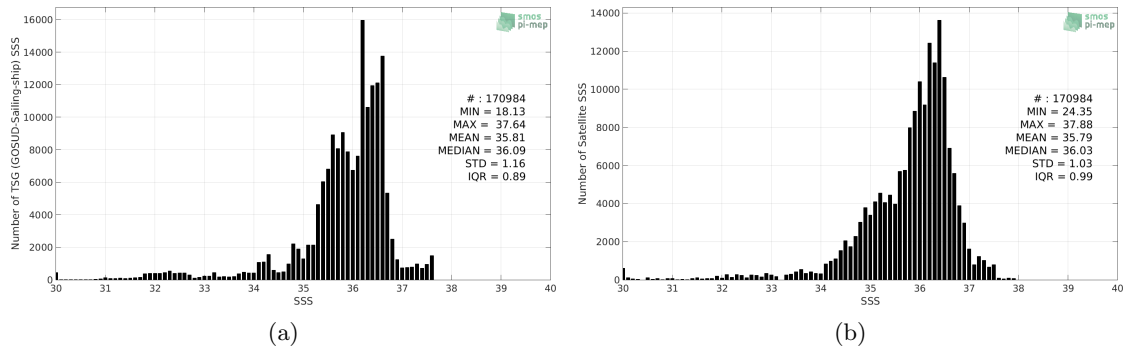 16000
14000
12000
10000
8000
6000
4000
2000
0
30 31 32 33 34 35 36 37 38 39 40
SSS
Number of TSG (GOSUD-Sailing-ship) SSS
smos
pi-mep
# : 170984
MIN = 18.13
MAX = 37.64
MEAN = 35.81
MEDIAN = 36.09
STD = 1.16
IQR = 0.89
(a)
14000
12000
10000
8000
6000
4000
2000
0
30 31 32 33 34 35 36 37 38 39 40
SSS
Number of Satellite SSS
smos
pi-mep
# : 170984
MIN = 24.35
MAX = 37.88
MEAN = 35.79
MEDIAN = 36.03
STD = 1.03
IQR = 0.99
(b)